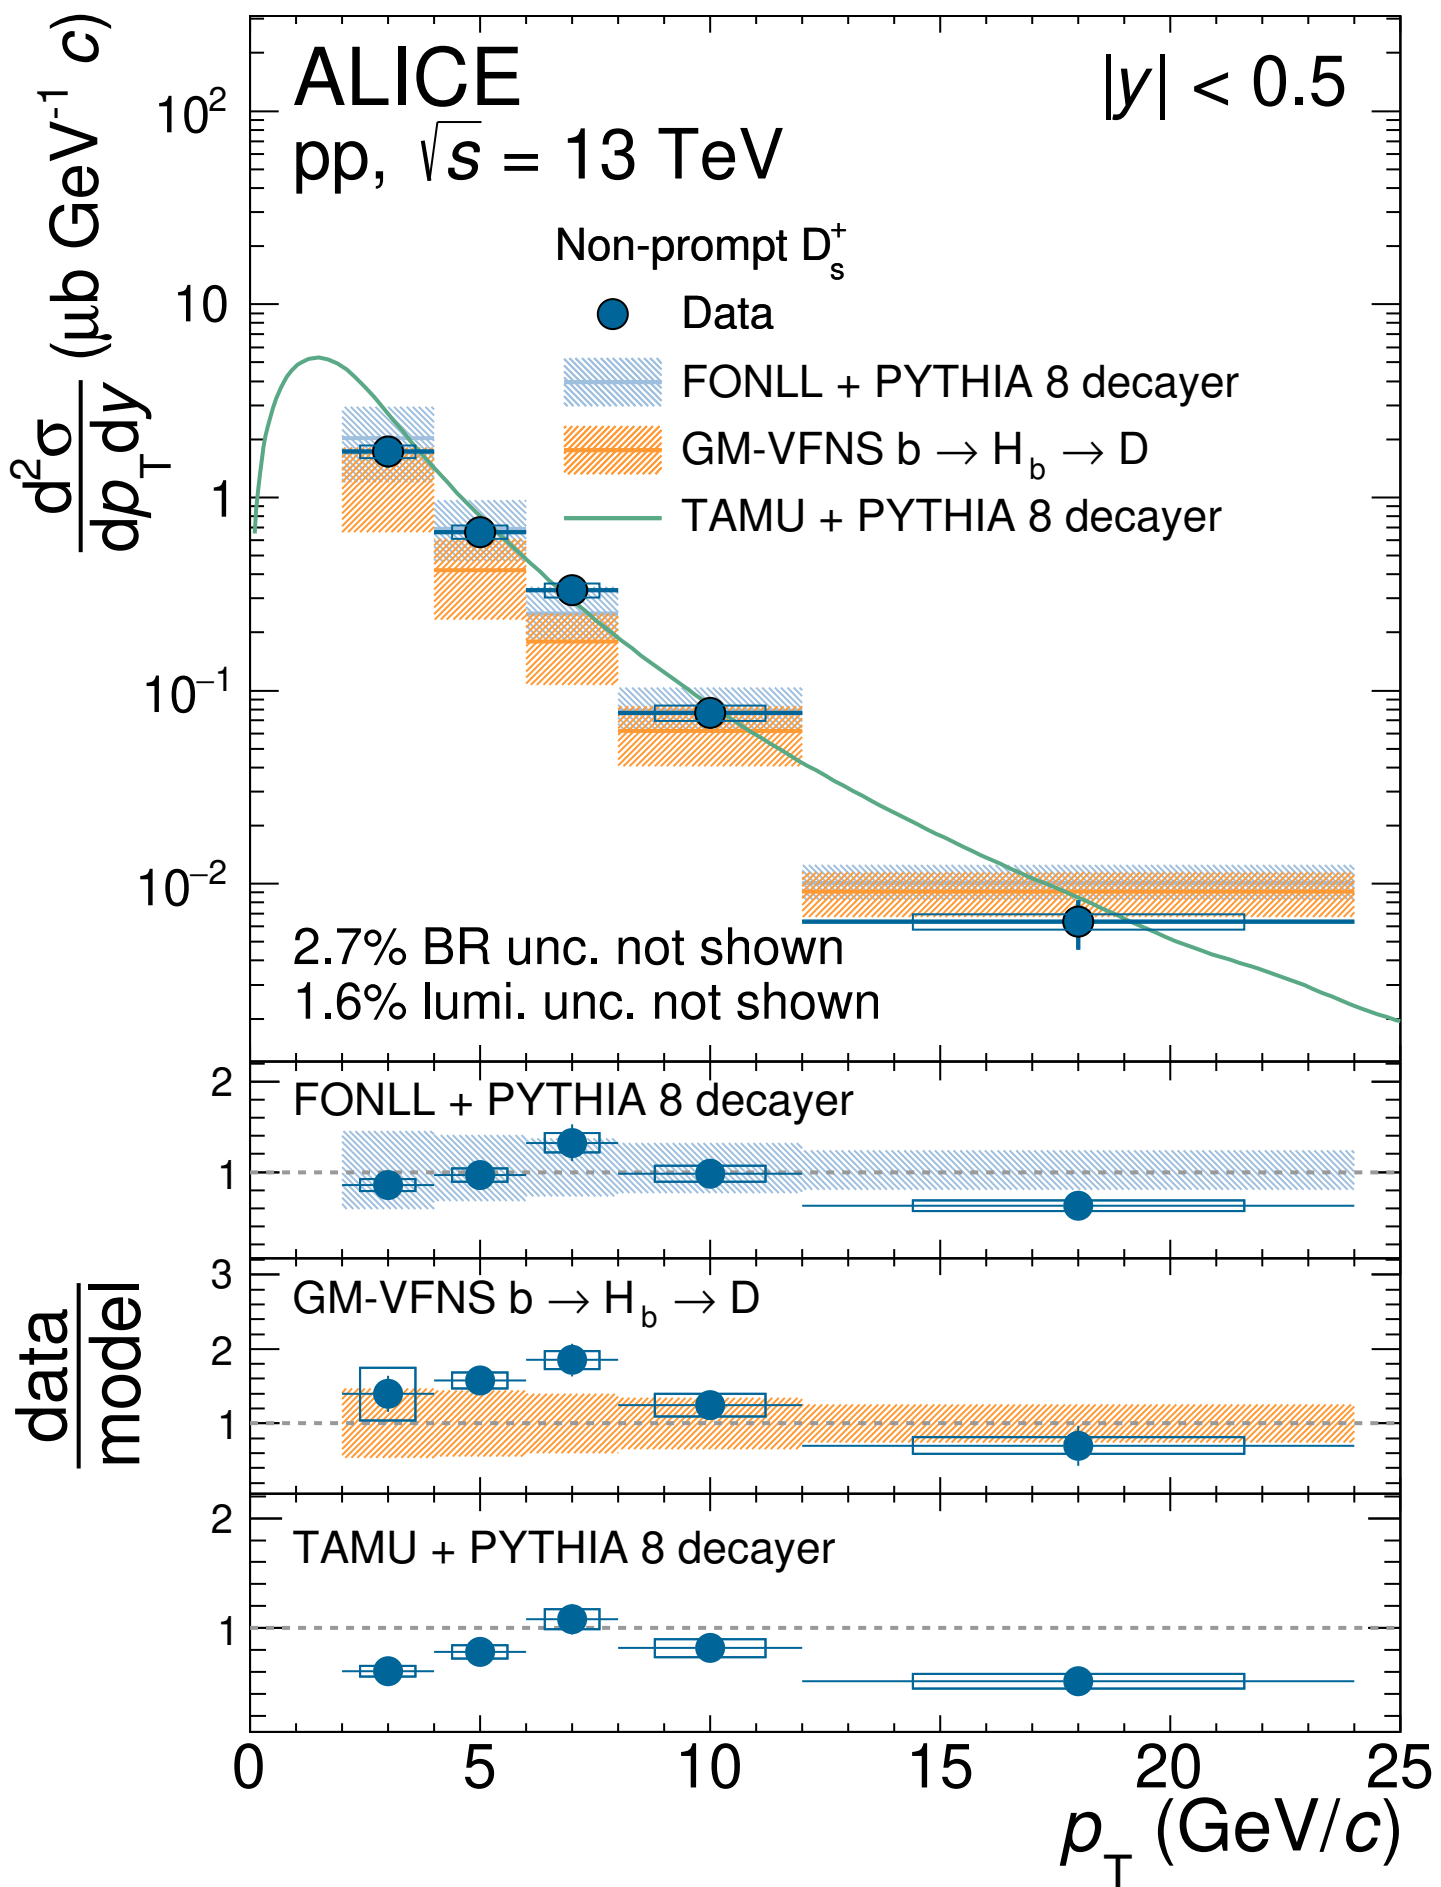 ALICE
|y| < 0.5
pp, √s = 13 TeV
Non-prompt D_s^+
Data
FONLL + PYTHIA 8 decayer
GM-VFNS b → H_b → D
TAMU + PYTHIA 8 decayer
d²σ
dp_T dy
(μb GeV⁻¹ c)
10²
10
1
10⁻¹
10⁻²
2.7% BR unc. not shown
1.6% lumi. unc. not shown
data
model
2
FONLL + PYTHIA 8 decayer
1
3
GM-VFNS b → H_b → D
2
1
2
TAMU + PYTHIA 8 decayer
1
0 5 10 15 20 25
p_T (GeV/c)